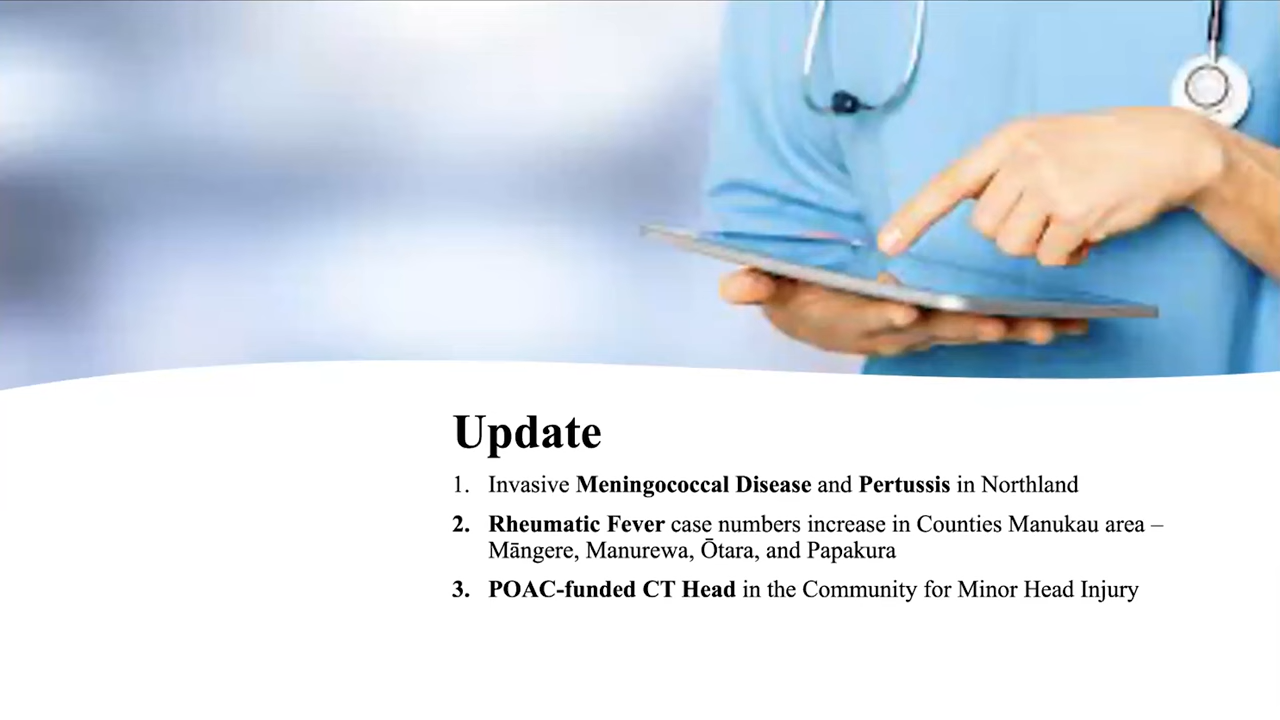 Update
1. Invasive Meningococcal Disease and Pertussis in Northland
2. Rheumatic Fever case numbers increase in Counties Manukau area –
Māngere, Manurewa, Ōtara, and Papakura
3. POAC-funded CT Head in the Community for Minor Head Injury